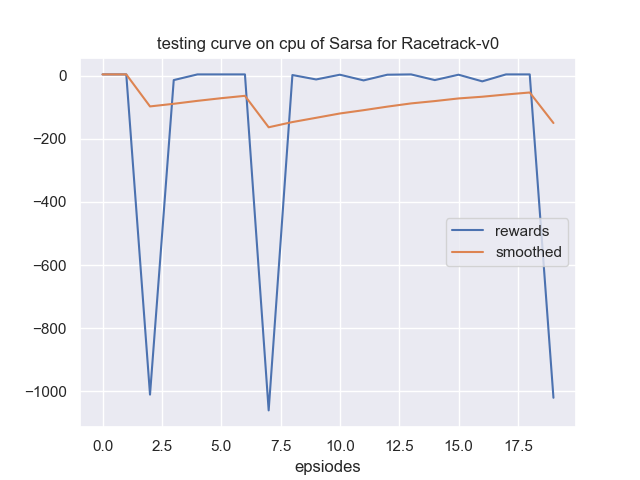 testing curve on cpu of Sarsa for Racetrack-v0
0
−200
−400
−600
−800
−1000
rewards
smoothed
0.0 2.5 5.0 7.5 10.0 12.5 15.0 17.5
epsiodes